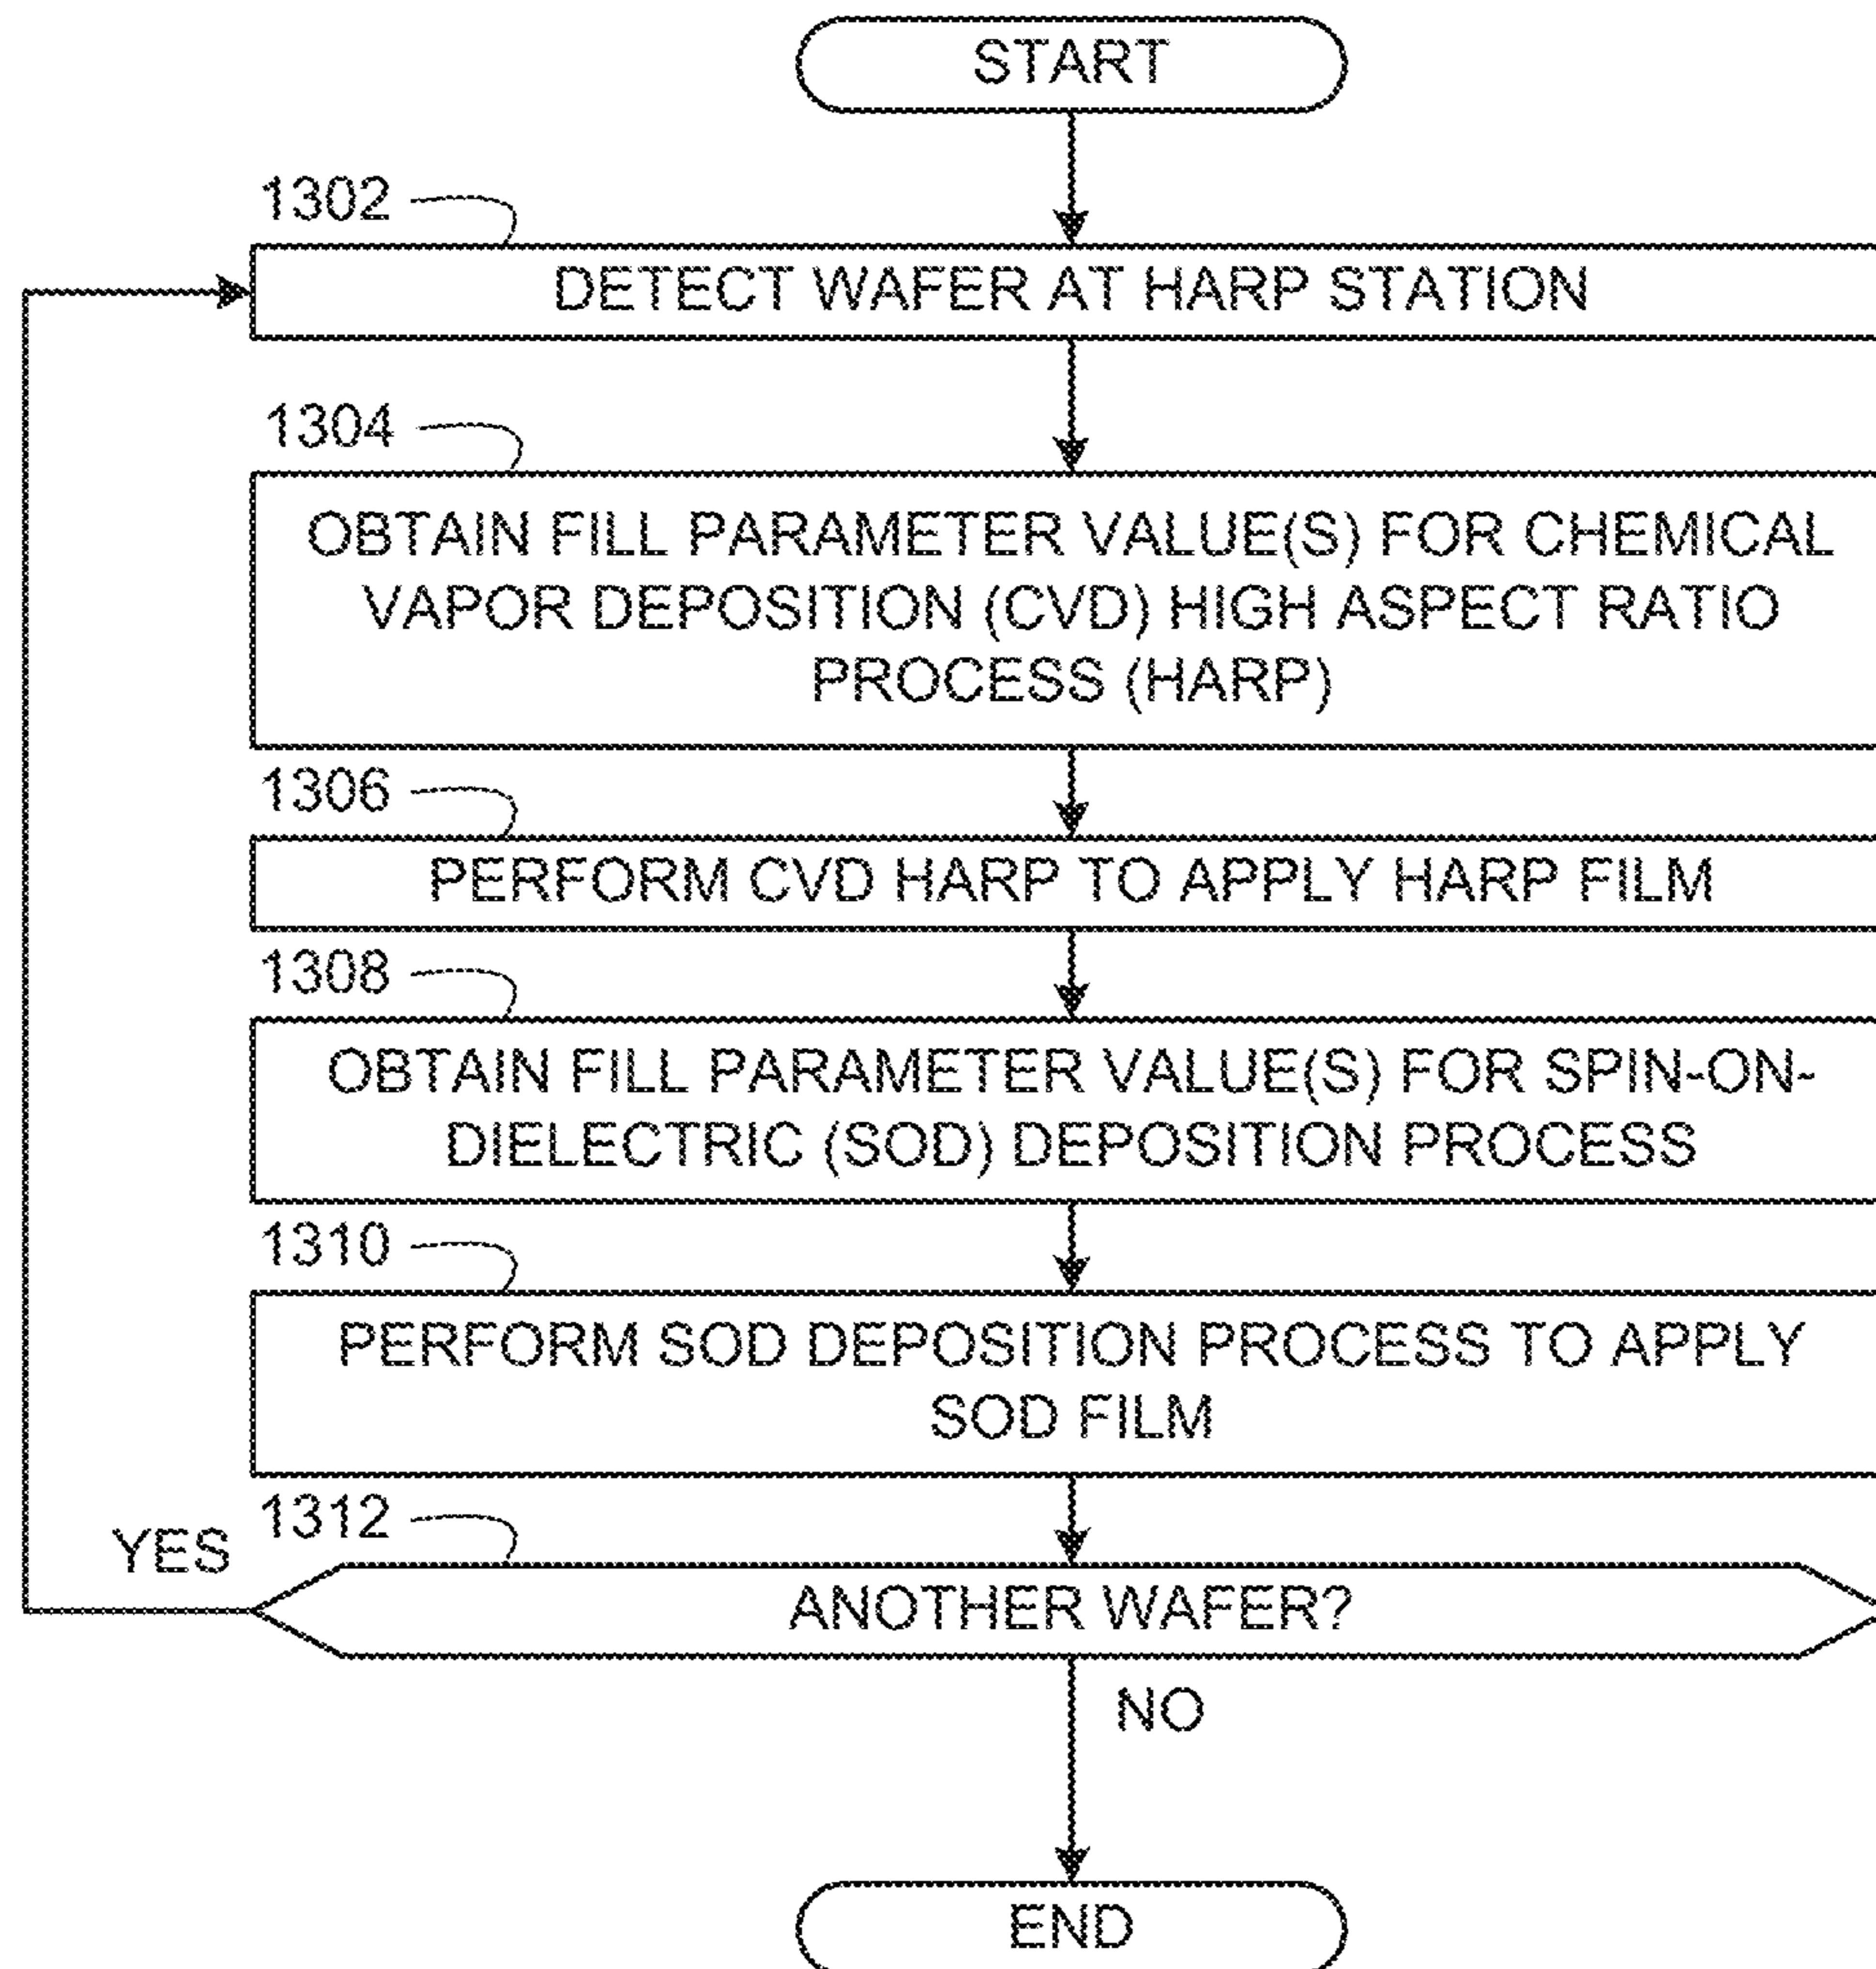 START
1302
DETECT WAFER AT HARP STATION
1304
OBTAIN FILL PARAMETER VALUE(S) FOR CHEMICAL
VAPOR DEPOSITION (CVD) HIGH ASPECT RATIO
PROCESS (HARP)
1306
PERFORM CVD HARP TO APPLY HARP FILM
1308
OBTAIN FILL PARAMETER VALUE(S) FOR SPIN-ON-
DIELECTRIC (SOD) DEPOSITION PROCESS
1310
PERFORM SOD DEPOSITION PROCESS TO APPLY
SOD FILM
1312
YES
ANOTHER WAFER?
NO
END